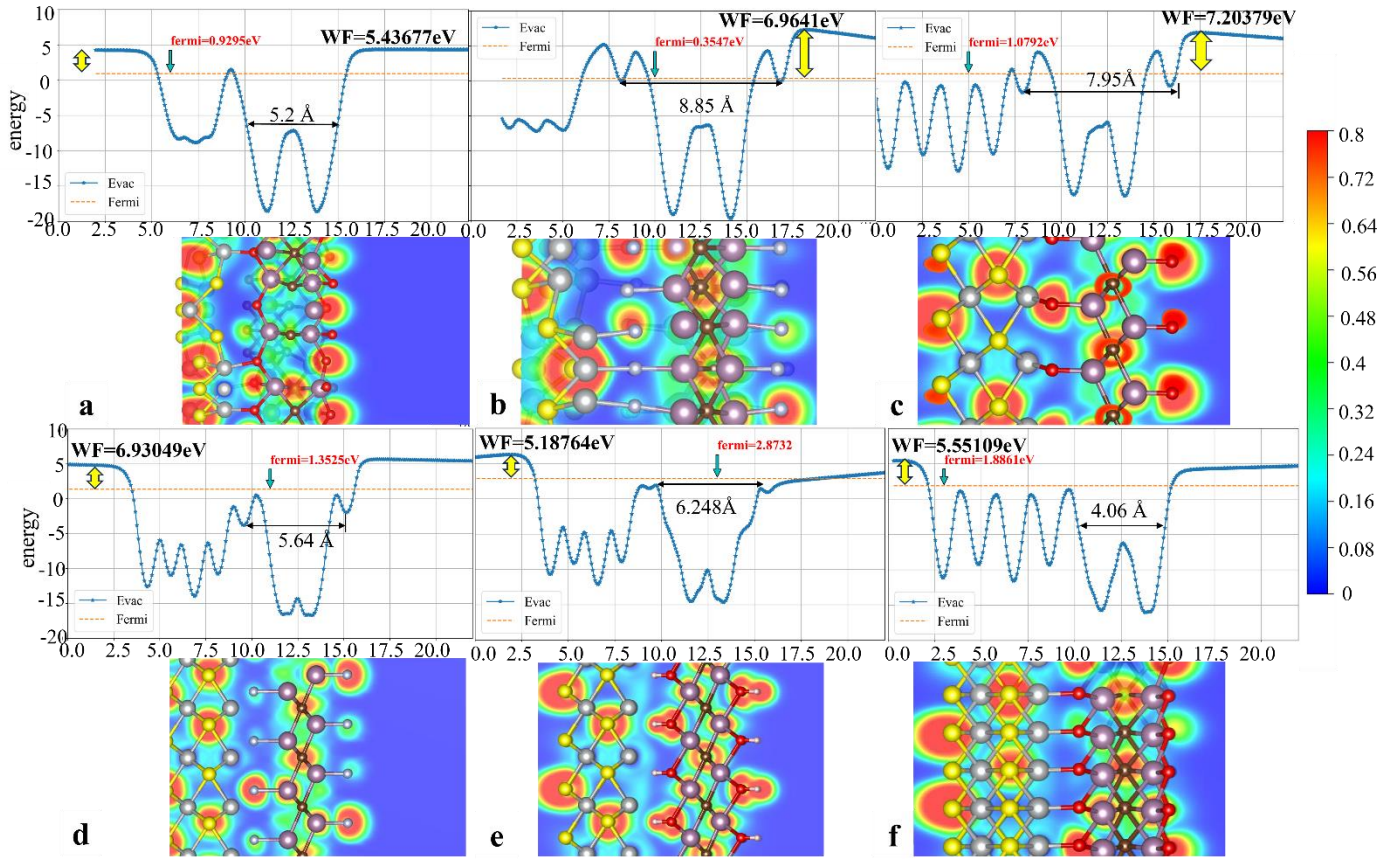 10
5
0
-5
-10
-15
-20
energy
fermi=0.9295eV
WF=5.43677eV
5.2 Å
Evac
Fermi
0.0 2.5 5.0 7.5 10.0 12.5 15.0 17.5 20.0
Evac
Fermi
WF=6.9641eV
fermi=0.3547eV
8.85 Å
0.0 2.5 5.0 7.5 10.0 12.5 15.0 17.5 20.0
Evac
Fermi
WF=7.20379eV
fermi=1.0792eV
7.95Å
0.0 2.5 5.0 7.5 10.0 12.5 15.0 17.5 20.0
a
b
c
0.8
0.72
0.64
0.56
0.48
0.4
0.32
0.24
0.16
0.08
0
10
5
0
-5
-10
-15
-20
energy
WF=6.93049eV
fermi=1.3525eV
5.64 Å
Evac
Fermi
0.0 2.5 5.0 7.5 10.0 12.5 15.0 17.5 20.0
WF=5.18764eV
fermi=2.8732
6.248Å
Evac
Fermi
0.0 2.5 5.0 7.5 10.0 12.5 15.0 17.5 20.0
WF=5.55109eV
fermi=1.8861eV
4.06 Å
Evac
Fermi
0.0 2.5 5.0 7.5 10.0 12.5 15.0 17.5 20.0
d
e
f